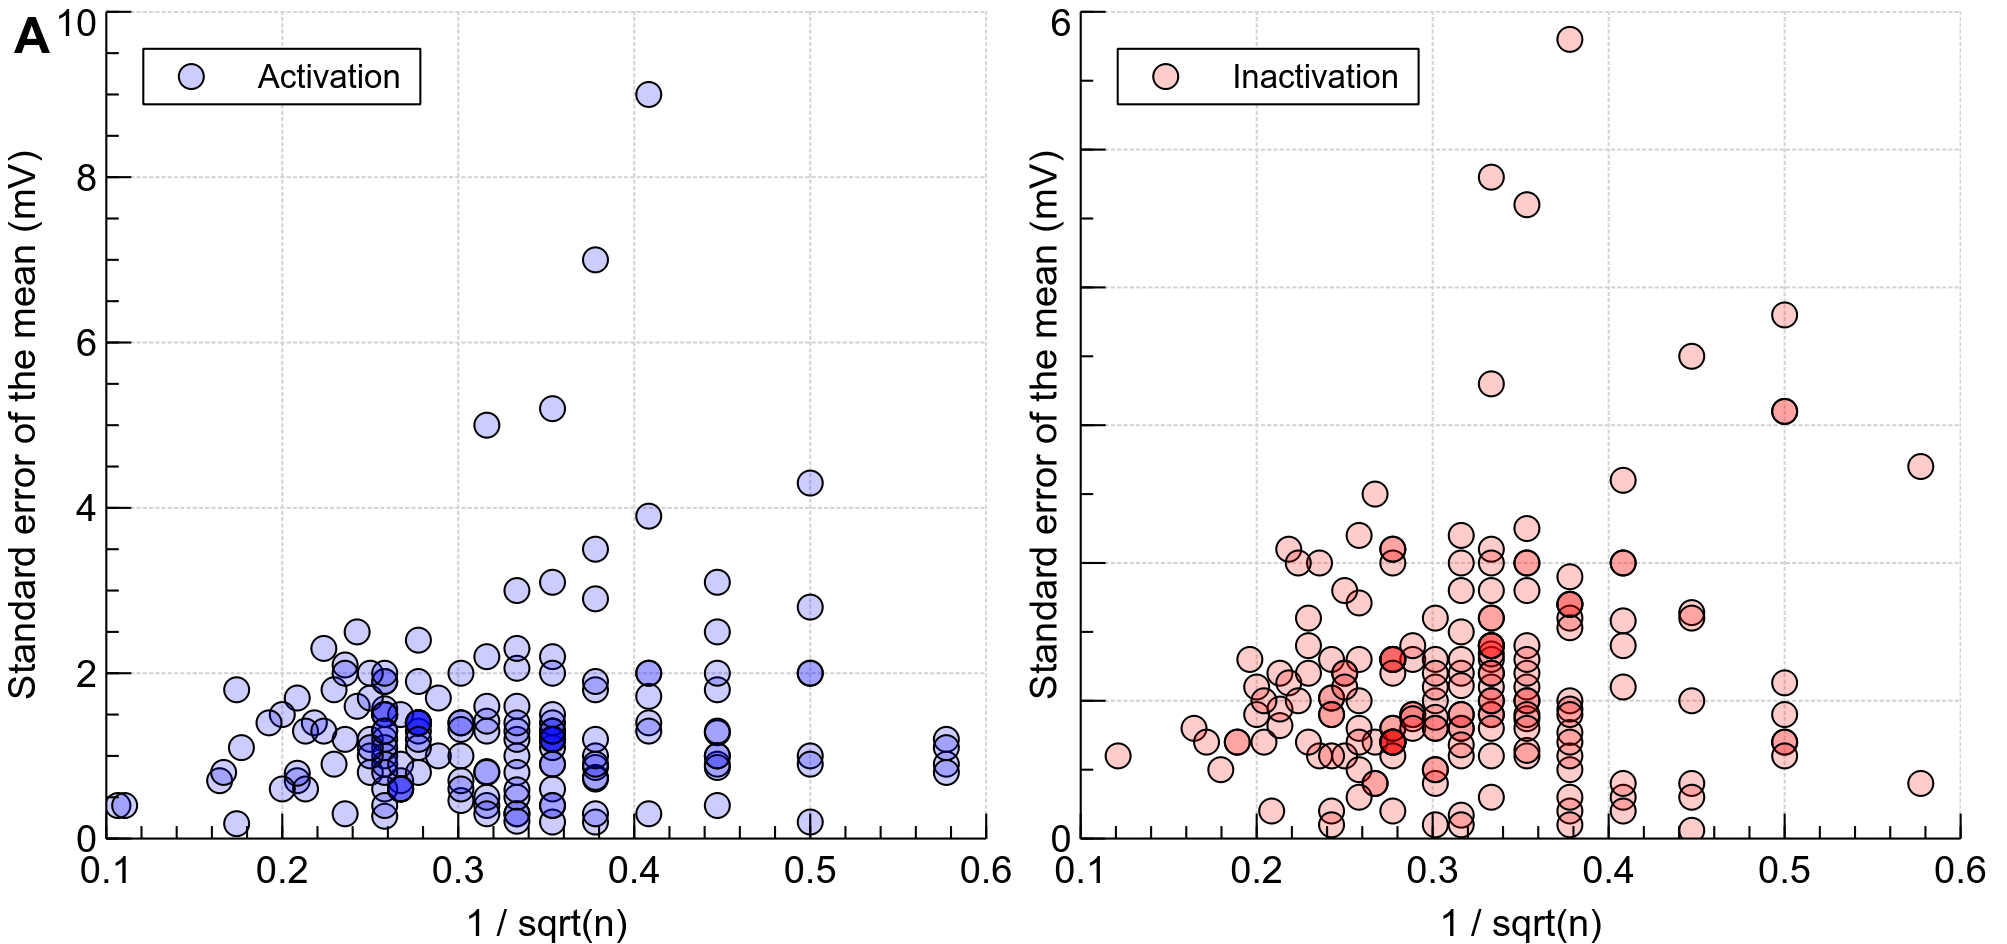 A
Activation
Standard error of the mean (mV)
10
8
6
4
2
0
0.1 0.2 0.3 0.4 0.5 0.6
1 / sqrt(n)
Inactivation
Standard error of the mean (mV)
6
0
0.1 0.2 0.3 0.4 0.5 0.6
1 / sqrt(n)